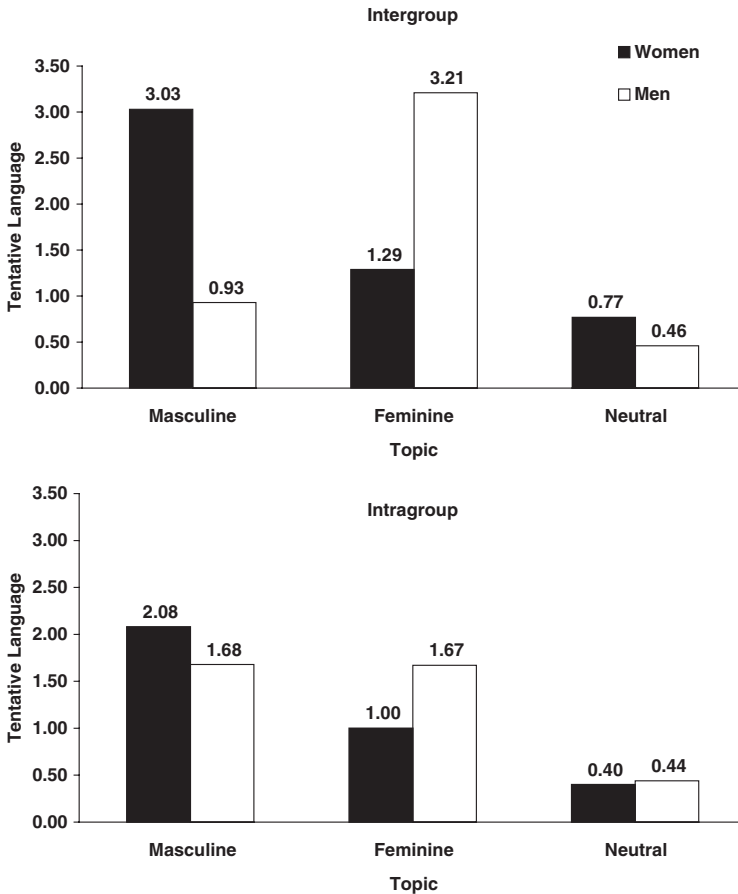 Intergroup
Women
Men
Tentative Language
3.50
3.00
2.50
2.00
1.50
1.00
0.50
0.00
3.03
0.93
1.29
3.21
0.77
0.46
Masculine Feminine Neutral
Topic
Intragroup
Tentative Language
3.50
3.00
2.50
2.00
1.50
1.00
0.50
0.00
2.08
1.68
1.00
1.67
0.40
0.44
Masculine Feminine Neutral
Topic